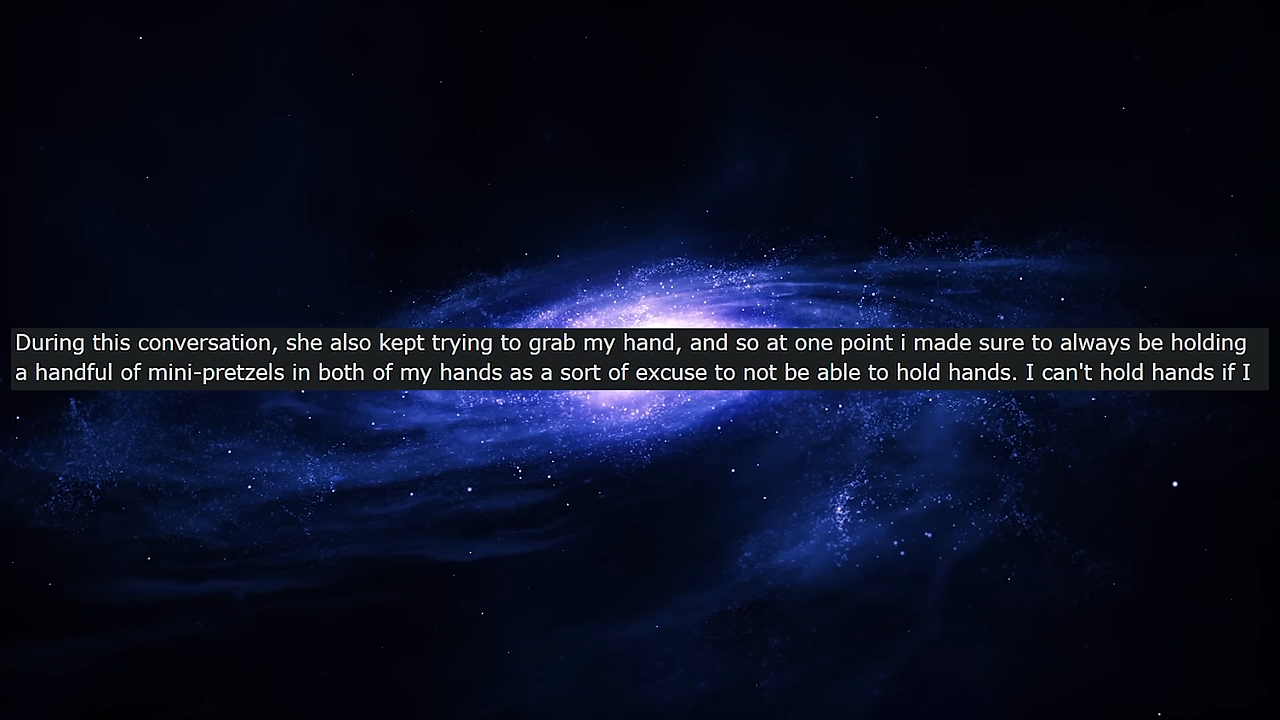 During this conversation, she also kept trying to grab my hand, and so at one point i made sure to always be holding
a handful of mini-pretzels in both of my hands as a sort of excuse to not be able to hold hands. I can't hold hands if I